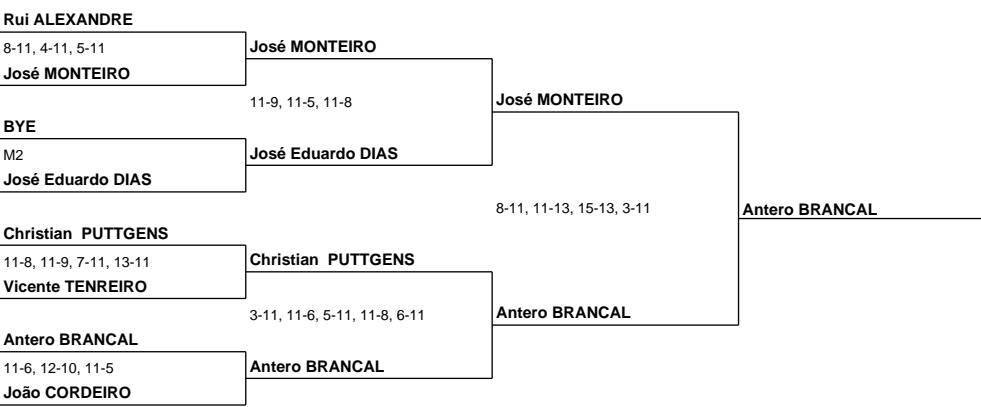 Rui ALEXANDRE
8-11, 4-11, 5-11
José MONTEIRO
José MONTEIRO
11-9, 11-5, 11-8
José MONTEIRO
BYE
M2
José Eduardo DIAS
José Eduardo DIAS
8-11, 11-13, 15-13, 3-11
Antero BRANCAL
Christian PUTTGENS
11-8, 11-9, 7-11, 13-11
Christian PUTTGENS
Vicente TENREIRO
3-11, 11-6, 5-11, 11-8, 6-11
Antero BRANCAL
Antero BRANCAL
11-6, 12-10, 11-5
Antero BRANCAL
João CORDEIRO